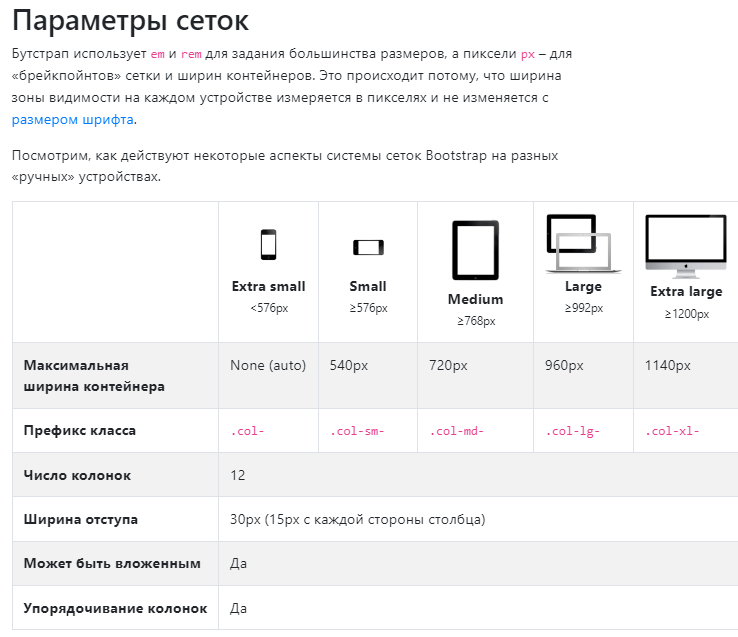 Параметры сеток
Бутстрап использует em и rem для задания большинства размеров, а пиксели px – для
«брейкпойнтов» сетки и ширин контейнеров. Это происходит потому, что ширина
зоны видимости на каждом устройстве измеряется в пикселях и не изменяется с
размером шрифта.
Посмотрим, как действуют некоторые аспекты системы сеток Bootstrap на разных
«ручных» устройствах.
Extra small
<576px
Small
≥576px
Medium
≥768px
Large
≥992px
Extra large
≥1200px
Максимальная
ширина контейнера
None (auto)
540px
720px
960px
1140px
Префикс класса
.col-
.col-sm-
.col-md-
.col-lg-
.col-xl-
Число колонок
12
Ширина отступа
30px (15px с каждой стороны столбца)
Может быть вложенным
Да
Упорядочивание колонок
Да